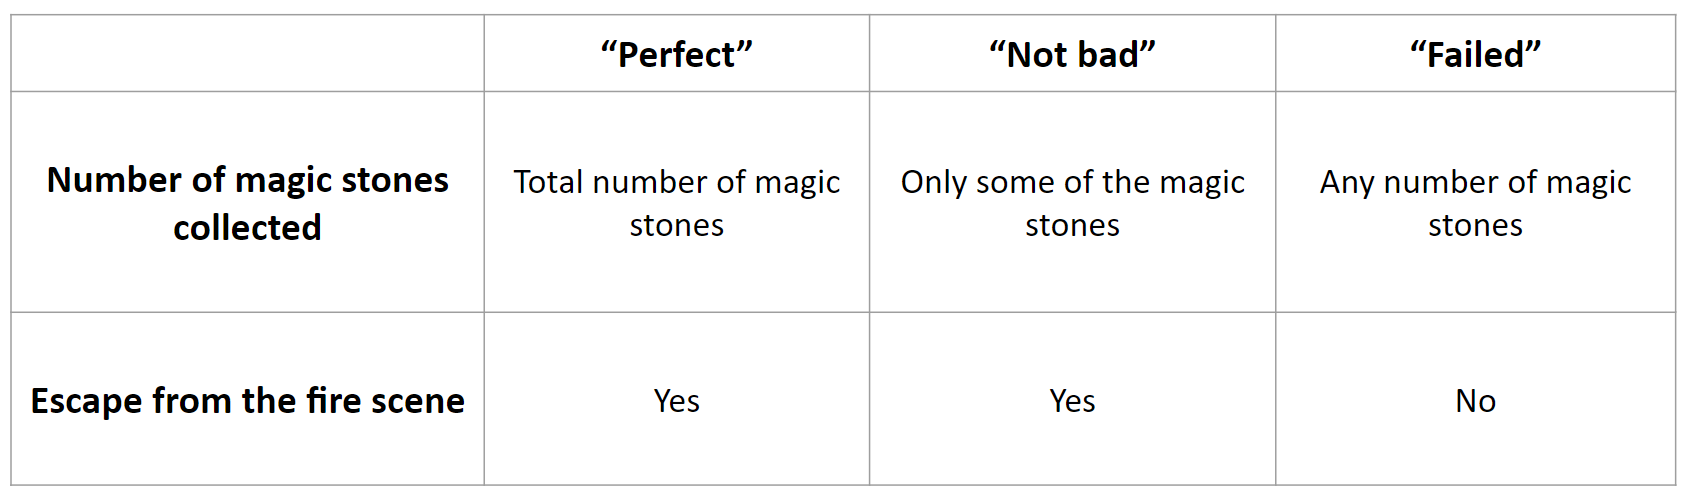 “Perfect”
“Not bad”
“Failed”
Number of magic stones
collected
Total number of magic
stones
Only some of the magic
stones
Any number of magic
stones
Escape from the fire scene
Yes
Yes
No